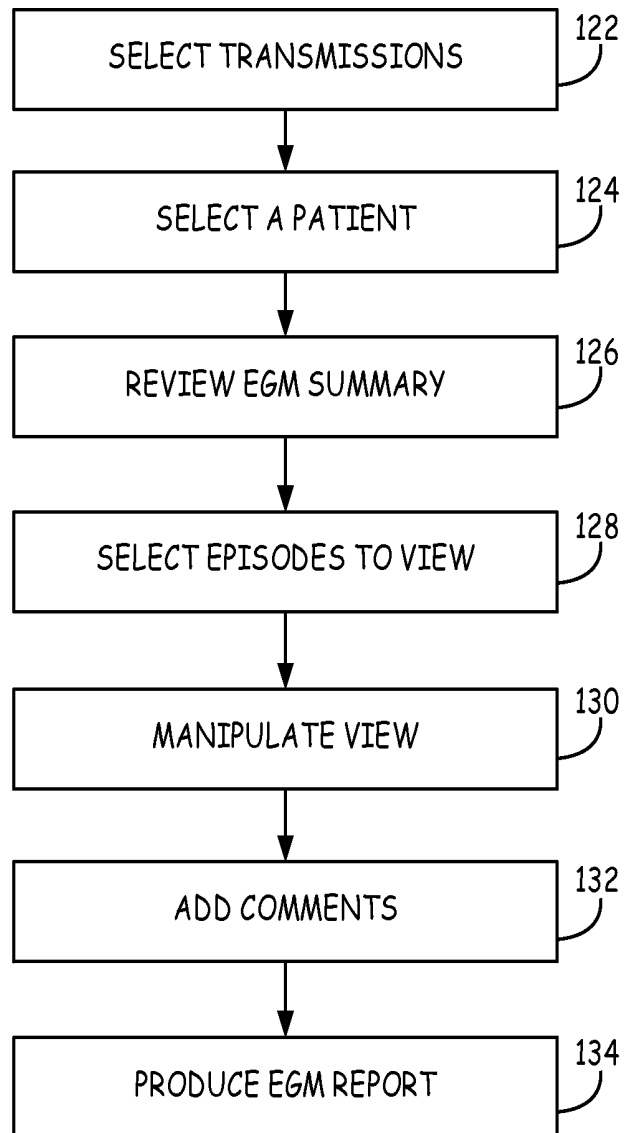 SELECT TRANSMISSIONS
122
SELECT A PATIENT
124
REVIEW EGM SUMMARY
126
SELECT EPISODES TO VIEW
128
MANIPULATE VIEW
130
ADD COMMENTS
132
PRODUCE EGM REPORT
134